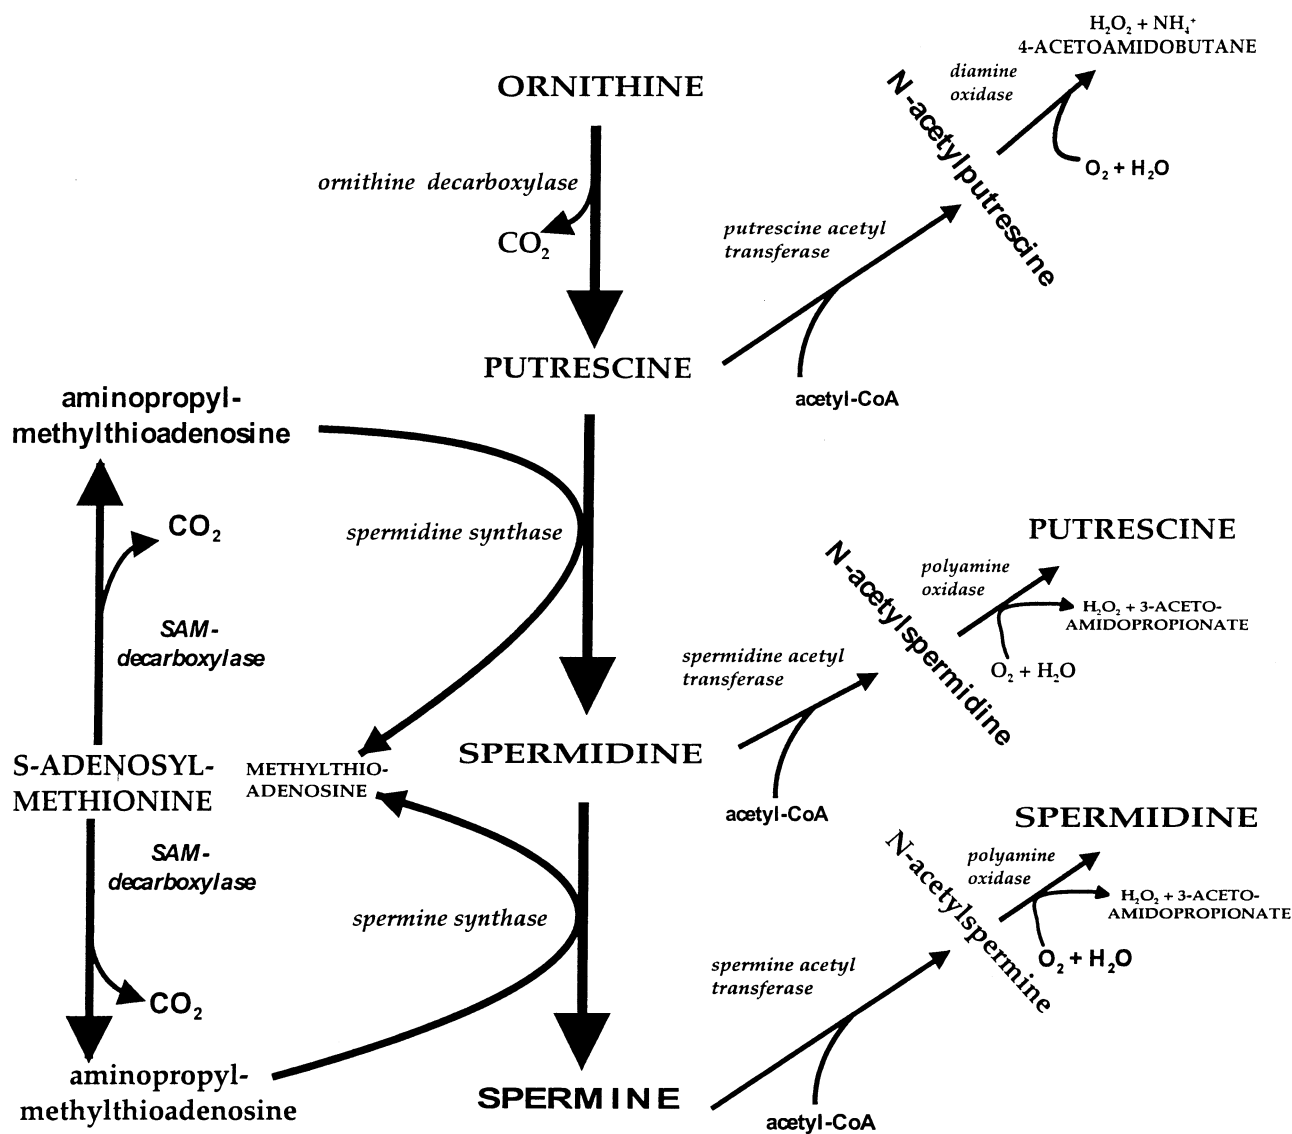 H₂O₂ + NH₄⁺
4-ACETOAMIDOBUTANE
diamine
oxidase
N-acetylputrescine
O₂ + H₂O
ORNITHINE
ornithine decarboxylase
CO₂
putrescine acetyl
transferase
PUTRESCINE
acetyl-CoA
aminopropyl-
methylthioadenosine
CO₂
spermidine synthase
SAM-
decarboxylase
PUTRESCINE
polyamine
oxidase
N-acetylspermidine
H₂O₂ + 3-ACETO-
AMIDOPROPIONATE
O₂ + H₂O
spermidine acetyl
transferase
S-ADENOSYL-
METHIONINE
METHYLTHIO-
ADENOSINE
SPERMIDINE
acetyl-CoA
SPERMIDINE
polyamine
oxidase
N-acetylspermine
H₂O₂ + 3-ACETO-
AMIDOPROPIONATE
O₂ + H₂O
SAM-
decarboxylase
spermine synthase
spermine acetyl
transferase
CO₂
aminopropyl-
methylthioadenosine
SPERMINE
acetyl-CoA